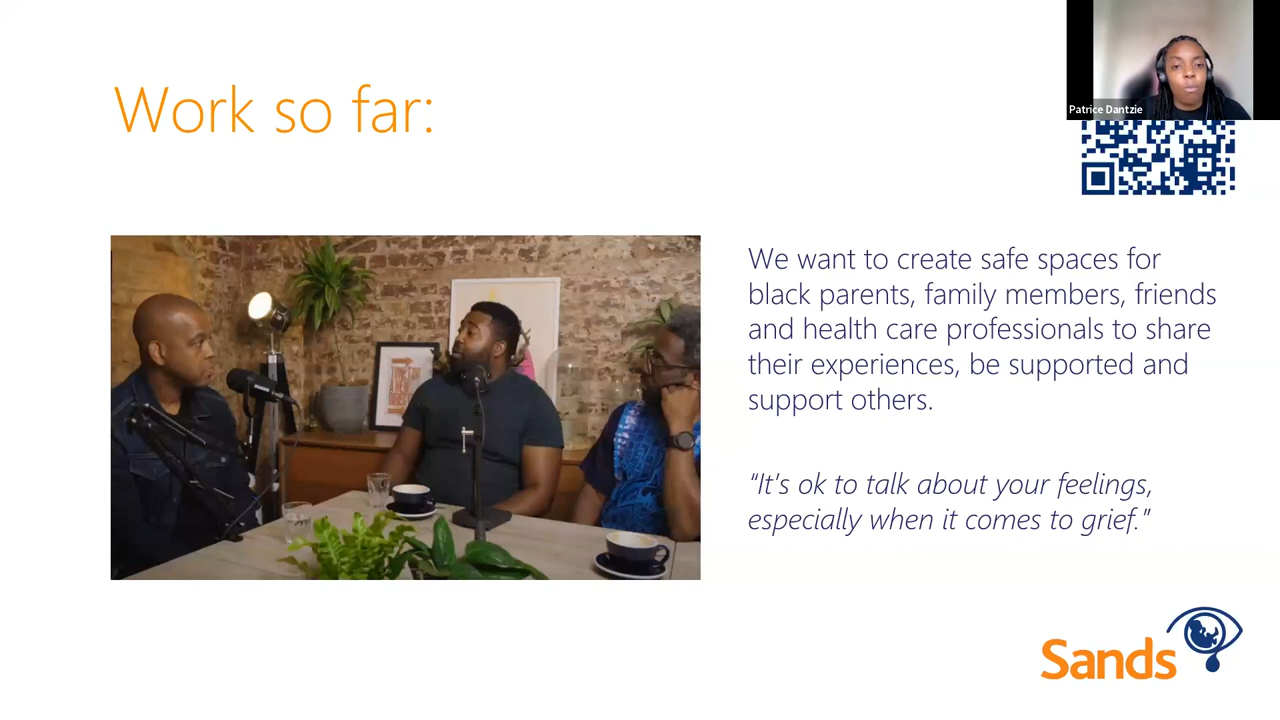 Work so far:
Patrice Dantzie
We want to create safe spaces for
black parents, family members, friends
and health care professionals to share
their experiences, be supported and
support others.
"It's ok to talk about your feelings,
especially when it comes to grief."
Sands